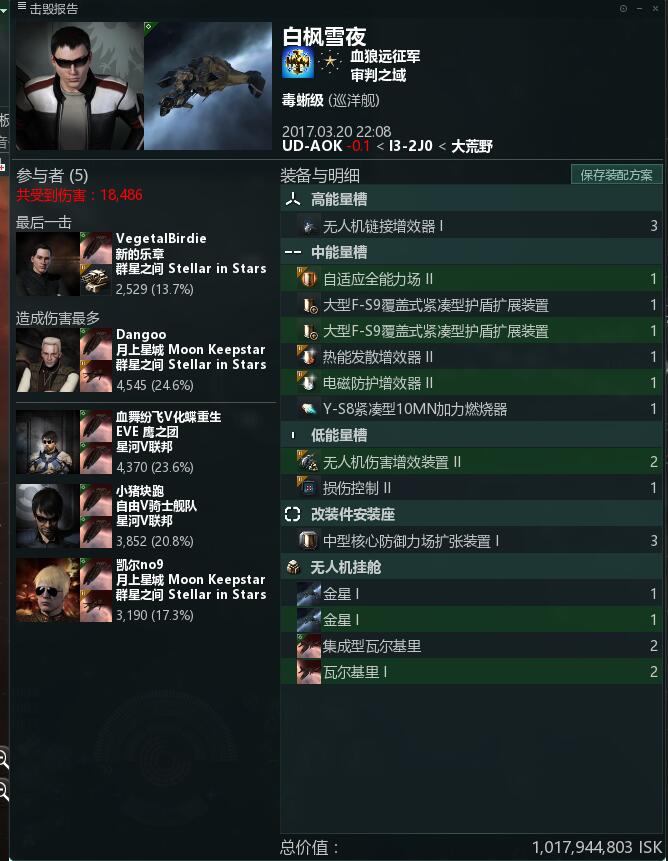 击毁报告
白枫雪夜
血狼远征军
审判之域
毒蜥级 (巡洋舰)
2017.03.20 22:08
UD-AOK -0.1 < I3-2J0 < 大荒野
参与者 (5)
共受到伤害：18,486
最后一击
VegetalBirdie
新的乐章
群星之间 Stellar in Stars
2,529 (13.7%)
造成伤害最多
Dangoo
月上星城 Moon Keepstar
群星之间 Stellar in Stars
4,545 (24.6%)
血舞纷飞V化蝶重生
EVE 鹰之团
星河V联邦
4,370 (23.6%)
小猪块跑
自由V骑士舰队
星河V联邦
3,852 (20.8%)
凯尔no9
月上星城 Moon Keepstar
群星之间 Stellar in Stars
3,190 (17.3%)
装备与明细
保存装配方案
高能量槽
无人机链接增效器 I 3
中能量槽
自适应全能力场 II 1
大型F-S9覆盖式紧凑型护盾扩展装置 1
大型F-S9覆盖式紧凑型护盾扩展装置 1
热能发散增效器 II 1
电磁防护增效器 II 1
Y-S8紧凑型10MN加力燃烧器 1
低能量槽
无人机伤害增效装置 II 2
损伤控制 II 1
改装件安装座
中型核心防御力场扩张装置 I 3
无人机挂舱
金星 I 1
金星 I 1
集成型瓦尔基里 2
瓦尔基里 I 2
总价值： 1,017,944,803 ISK